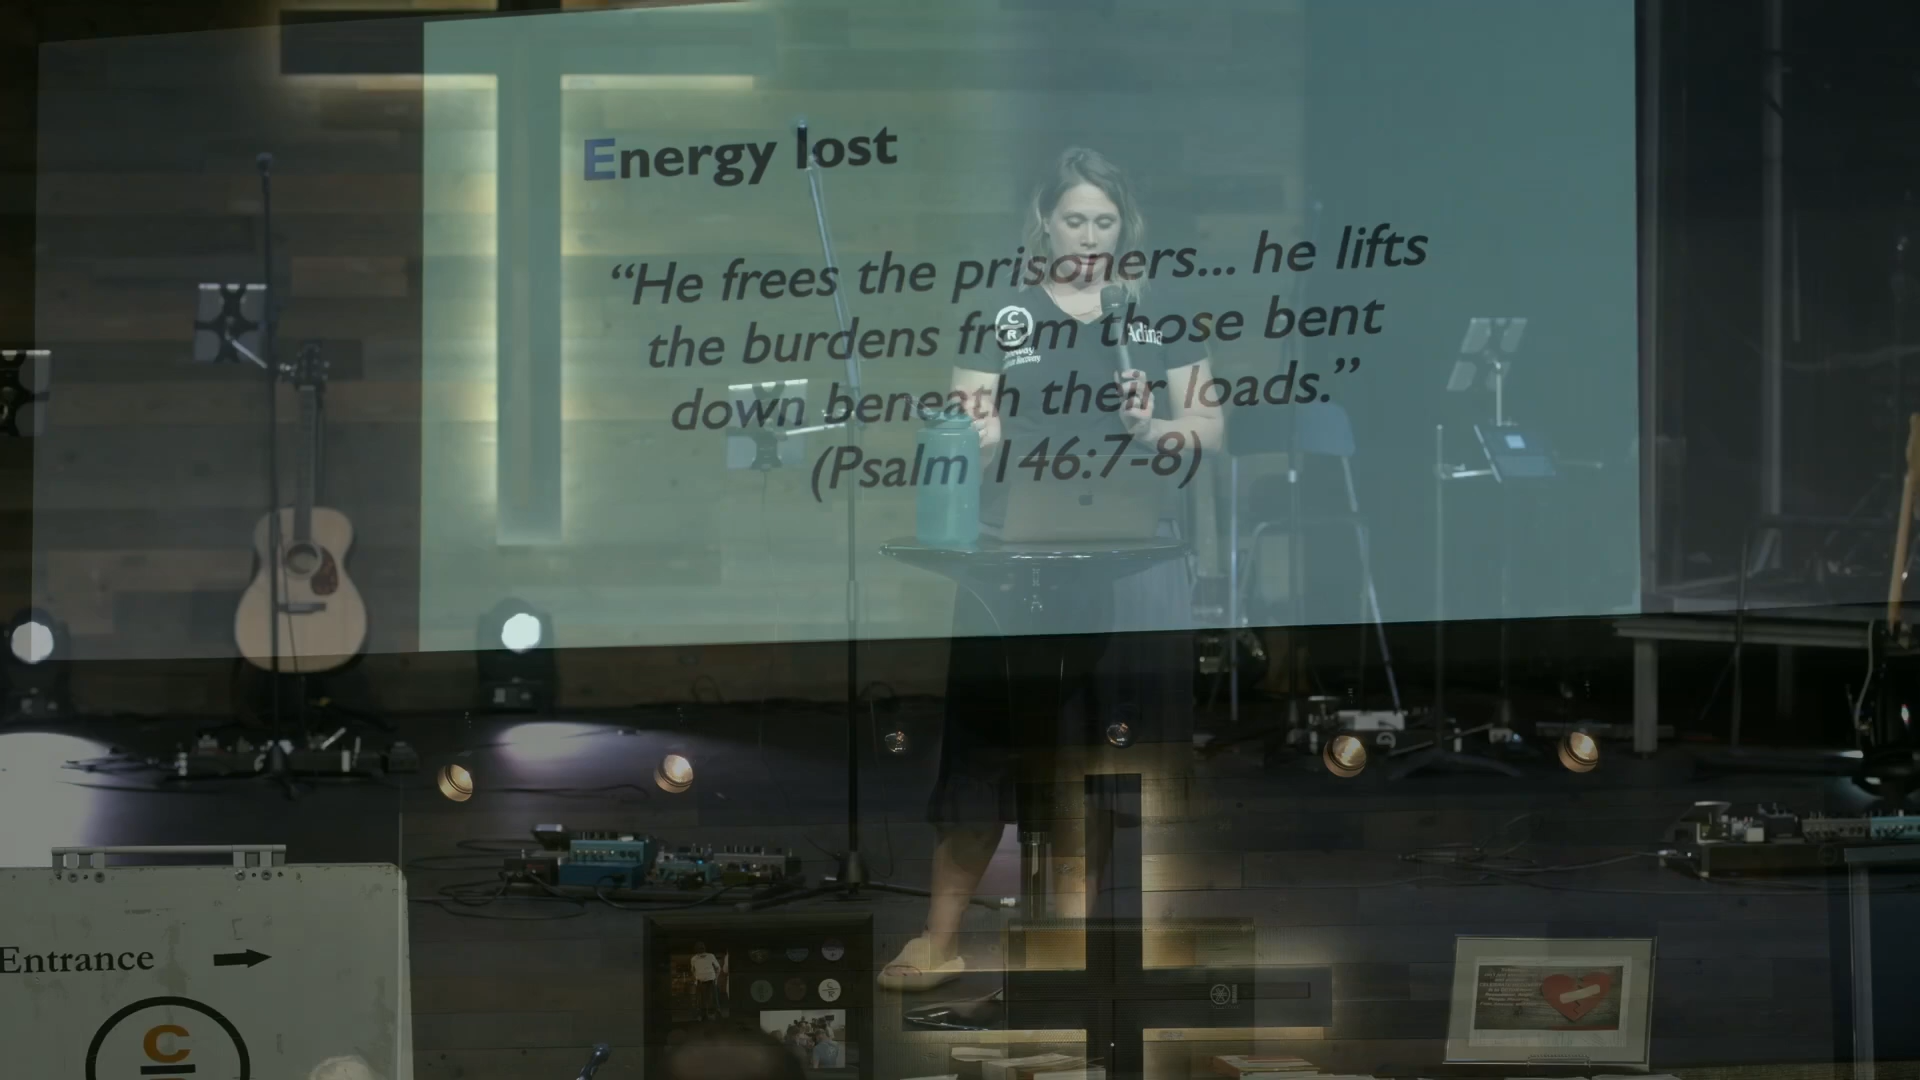 Energy lost
“He frees the prisoners... he lifts
the burdens from those bent
down beneath their loads.”
(Psalm 146:7-8)
C
R
Adina
Recovery
Entrance
C